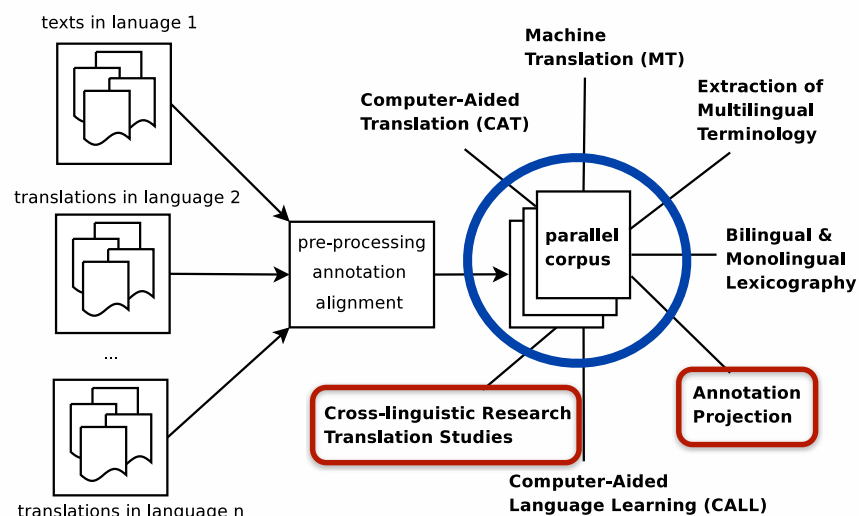 texts in lanuage 1
translations in language 2
...
translations in language n
pre-processing
annotation
alignment
parallel
corpus
Machine
Translation (MT)
Computer-Aided
Translation (CAT)
Extraction of
Multilingual
Terminology
Bilingual &
Monolingual
Lexicography
Annotation
Projection
Cross-linguistic Research
Translation Studies
Computer-Aided
Language Learning (CALL)